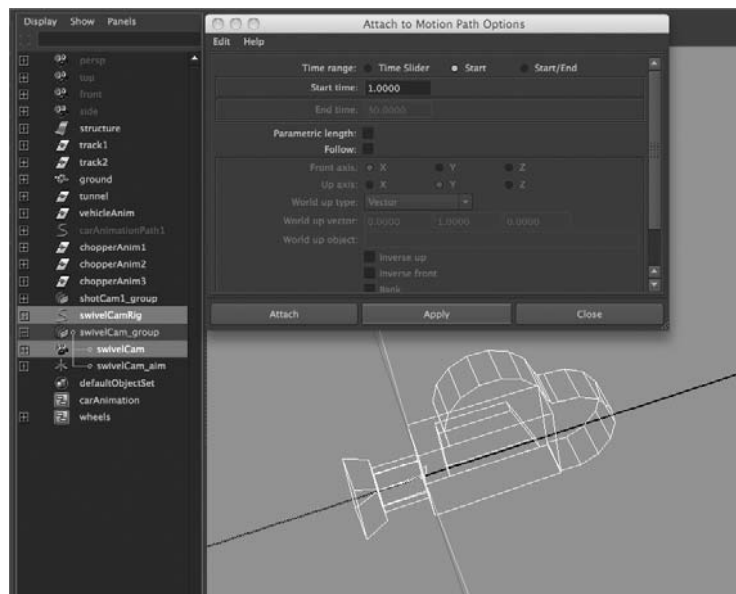 Display Show Panels
persp
top
front
side
structure
track1
track2
ground
tunnel
vehicleAnim
carAnimationPath1
chopperAnim1
chopperAnim2
chopperAnim3
shotCam1_group
swivelCamRig
swivelCam_group
swivelCam
swivelCam_aim
defaultObjectSet
carAnimation
wheels
Attach to Motion Path Options
Edit Help
Time range: Time Slider Start Start/End
Start time: 1.0000
End time: 30.0000
Parametric length:
Follow:
Front axis: X Y Z
Up axis: X Y Z
World up type: Vector
World up vector: 0.0000 1.0000 0.0000
World up object:
Inverse up
Inverse front
Bank
Attach Apply Close